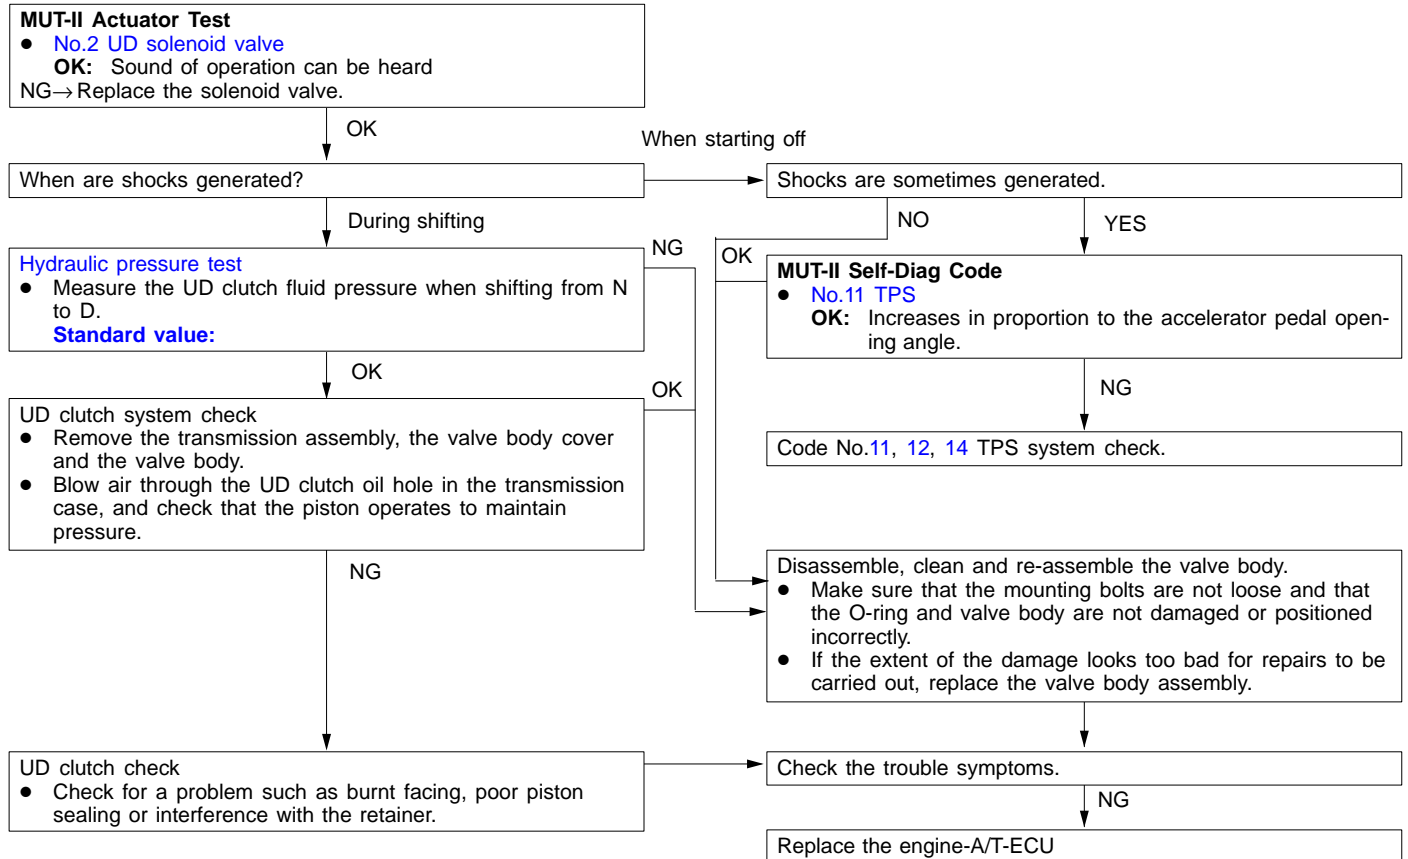 MUT-II Actuator Test
● No.2 UD solenoid valve
OK: Sound of operation can be heard
NG→Replace the solenoid valve.
OK
When starting off
When are shocks generated?
Shocks are sometimes generated.
During shifting
NO
YES
Hydraulic pressure test
● Measure the UD clutch fluid pressure when shifting from N
to D.
Standard value:
NG
OK
MUT-II Self-Diag Code
● No.11 TPS
OK: Increases in proportion to the accelerator pedal open-
ing angle.
OK
OK
NG
UD clutch system check
● Remove the transmission assembly, the valve body cover
and the valve body.
● Blow air through the UD clutch oil hole in the transmission
case, and check that the piston operates to maintain
pressure.
Code No.11, 12, 14 TPS system check.
NG
Disassemble, clean and re-assemble the valve body.
● Make sure that the mounting bolts are not loose and that
the O-ring and valve body are not damaged or positioned
incorrectly.
● If the extent of the damage looks too bad for repairs to be
carried out, replace the valve body assembly.
UD clutch check
● Check for a problem such as burnt facing, poor piston
sealing or interference with the retainer.
Check the trouble symptoms.
NG
Replace the engine-A/T-ECU